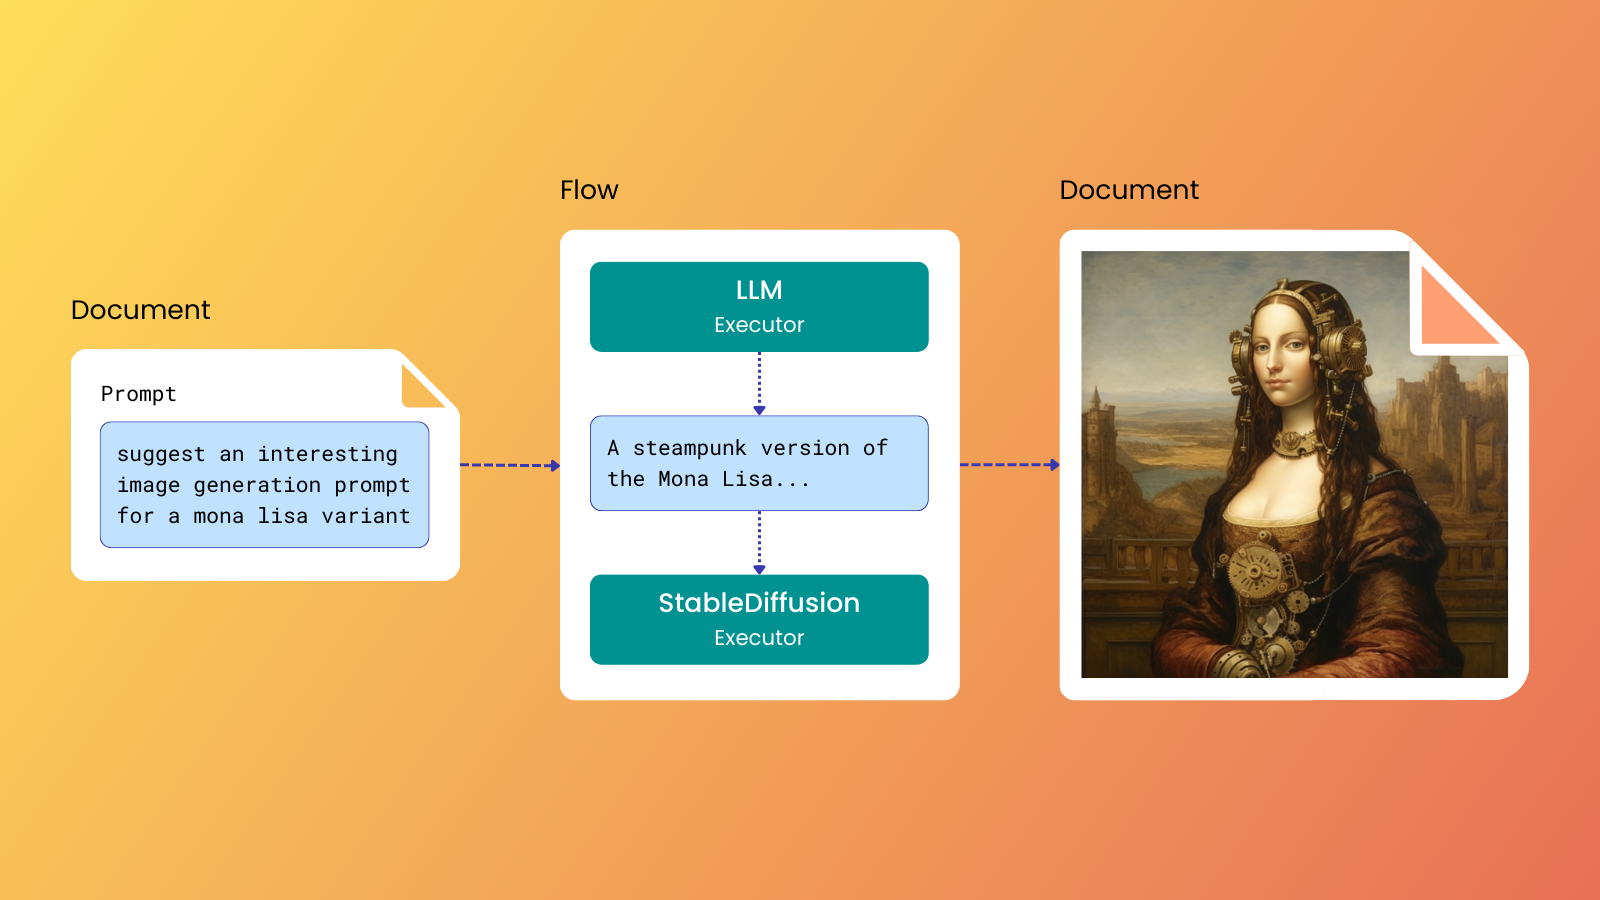 Document
Prompt
suggest an interesting
image generation prompt
for a mona lisa variant
Flow
LLM
Executor
A steampunk version of
the Mona Lisa...
StableDiffusion
Executor
Document